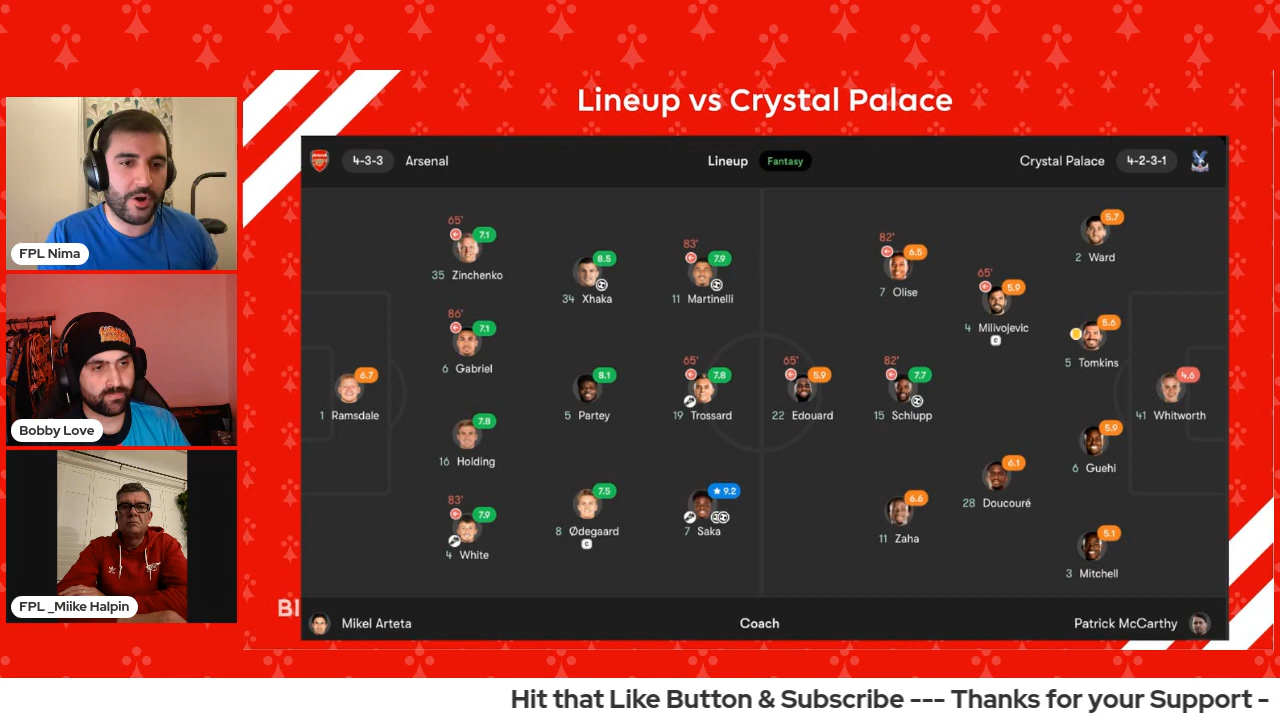 Lineup vs Crystal Palace
4-3-3 Arsenal Lineup Fantasy Crystal Palace 4-2-3-1
65' 7.1
35 Zinchenko
86' 7.1
6 Gabriel
7.8
16 Holding
83' 7.9
4 White
6.7
1 Ramsdale
8.5
34 Xhaka
8.1
5 Partey
7.5
8 Ødegaard
c
83' 7.9
11 Martinelli
65' 7.8
19 Trossard
9.2
7 Saka
65' 5.9
22 Edouard
82' 6.5
7 Olise
82' 7.7
15 Schlupp
6.6
11 Zaha
65' 5.9
4 Milivojevic
c
6.1
28 Doucouré
5.7
2 Ward
5.6
5 Tomkins
5.9
6 Guehi
5.1
3 Mitchell
4.6
41 Whitworth
Mikel Arteta Coach Patrick McCarthy
FPL Nima
Bobby Love
FPL _Miike Halpin
Bl
Hit that Like Button & Subscribe --- Thanks for your Support -